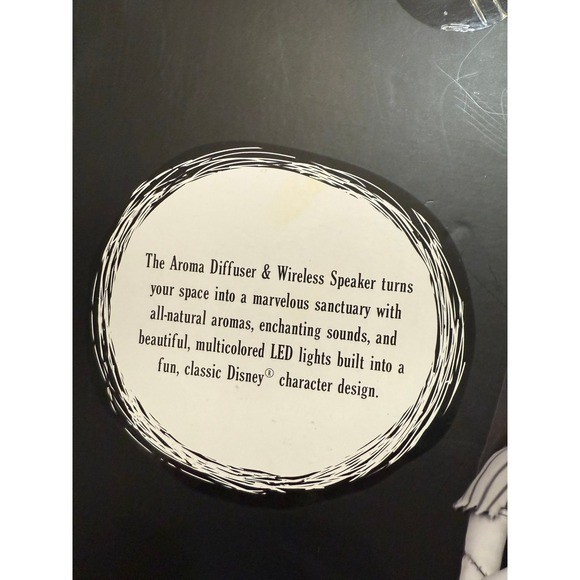 The Aroma Diffuser & Wireless Speaker turns
your space into a marvelous sanctuary with
all-natural aromas, enchanting sounds, and
beautiful, multicolored LED lights built into a
fun, classic Disney® character design.